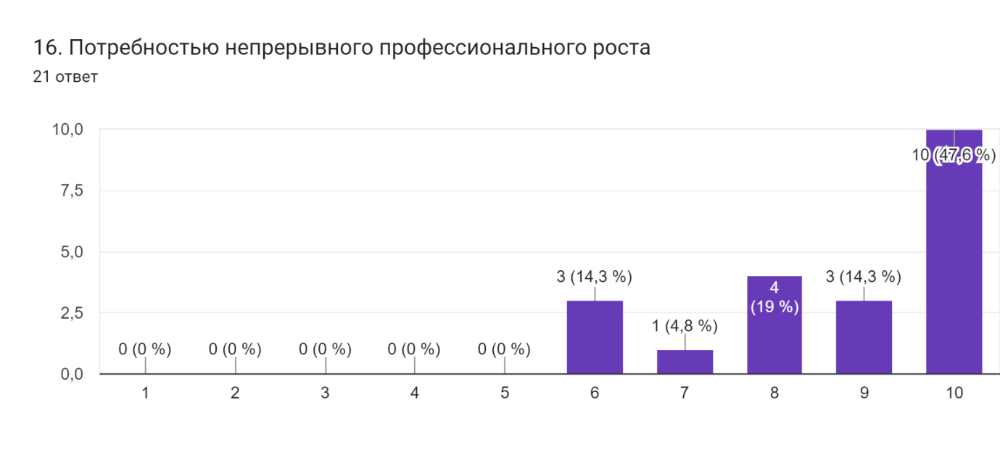 16. Потребностью непрерывного профессионального роста
21 ответ
10,0
7,5
5,0
2,5
0,0
0 (0 %)
0 (0 %)
0 (0 %)
0 (0 %)
0 (0 %)
3 (14,3 %)
1 (4,8 %)
4
(19 %)
3 (14,3 %)
10 (47,6 %)
1 2 3 4 5 6 7 8 9 10